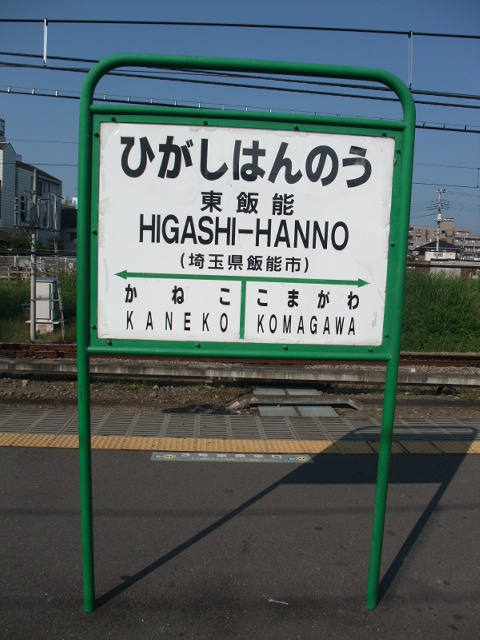 ひがしはんのう
東飯能
HIGASHI-HANNO
(埼玉県飯能市)
かねこ こまがわ
KANEKO KOMAGAWA